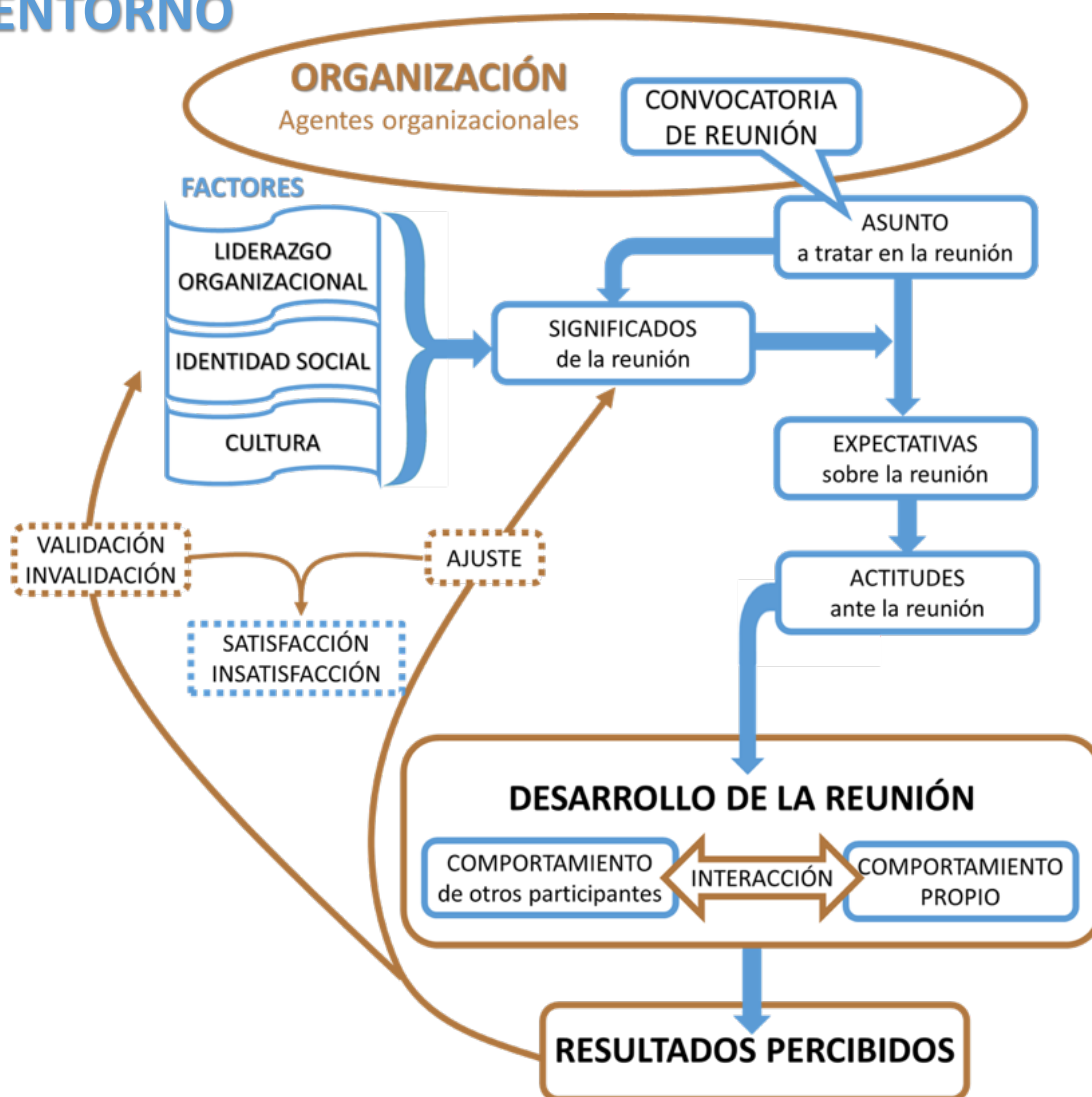 ENTORNO
ORGANIZACIÓN
Agentes organizacionales
CONVOCATORIA
DE REUNIÓN
FACTORES
LIDERAZGO
ORGANIZACIONAL
IDENTIDAD SOCIAL
CULTURA
ASUNTO
a tratar en la reunión
SIGNIFICADOS
de la reunión
EXPECTATIVAS
sobre la reunión
ACTITUDES
ante la reunión
VALIDACIÓN
INVALIDACIÓN
AJUSTE
SATISFACCIÓN
INSATISFACCIÓN
DESARROLLO DE LA REUNIÓN
COMPORTAMIENTO
de otros participantes
INTERACCIÓN
COMPORTAMIENTO
PROPIO
RESULTADOS PERCIBIDOS